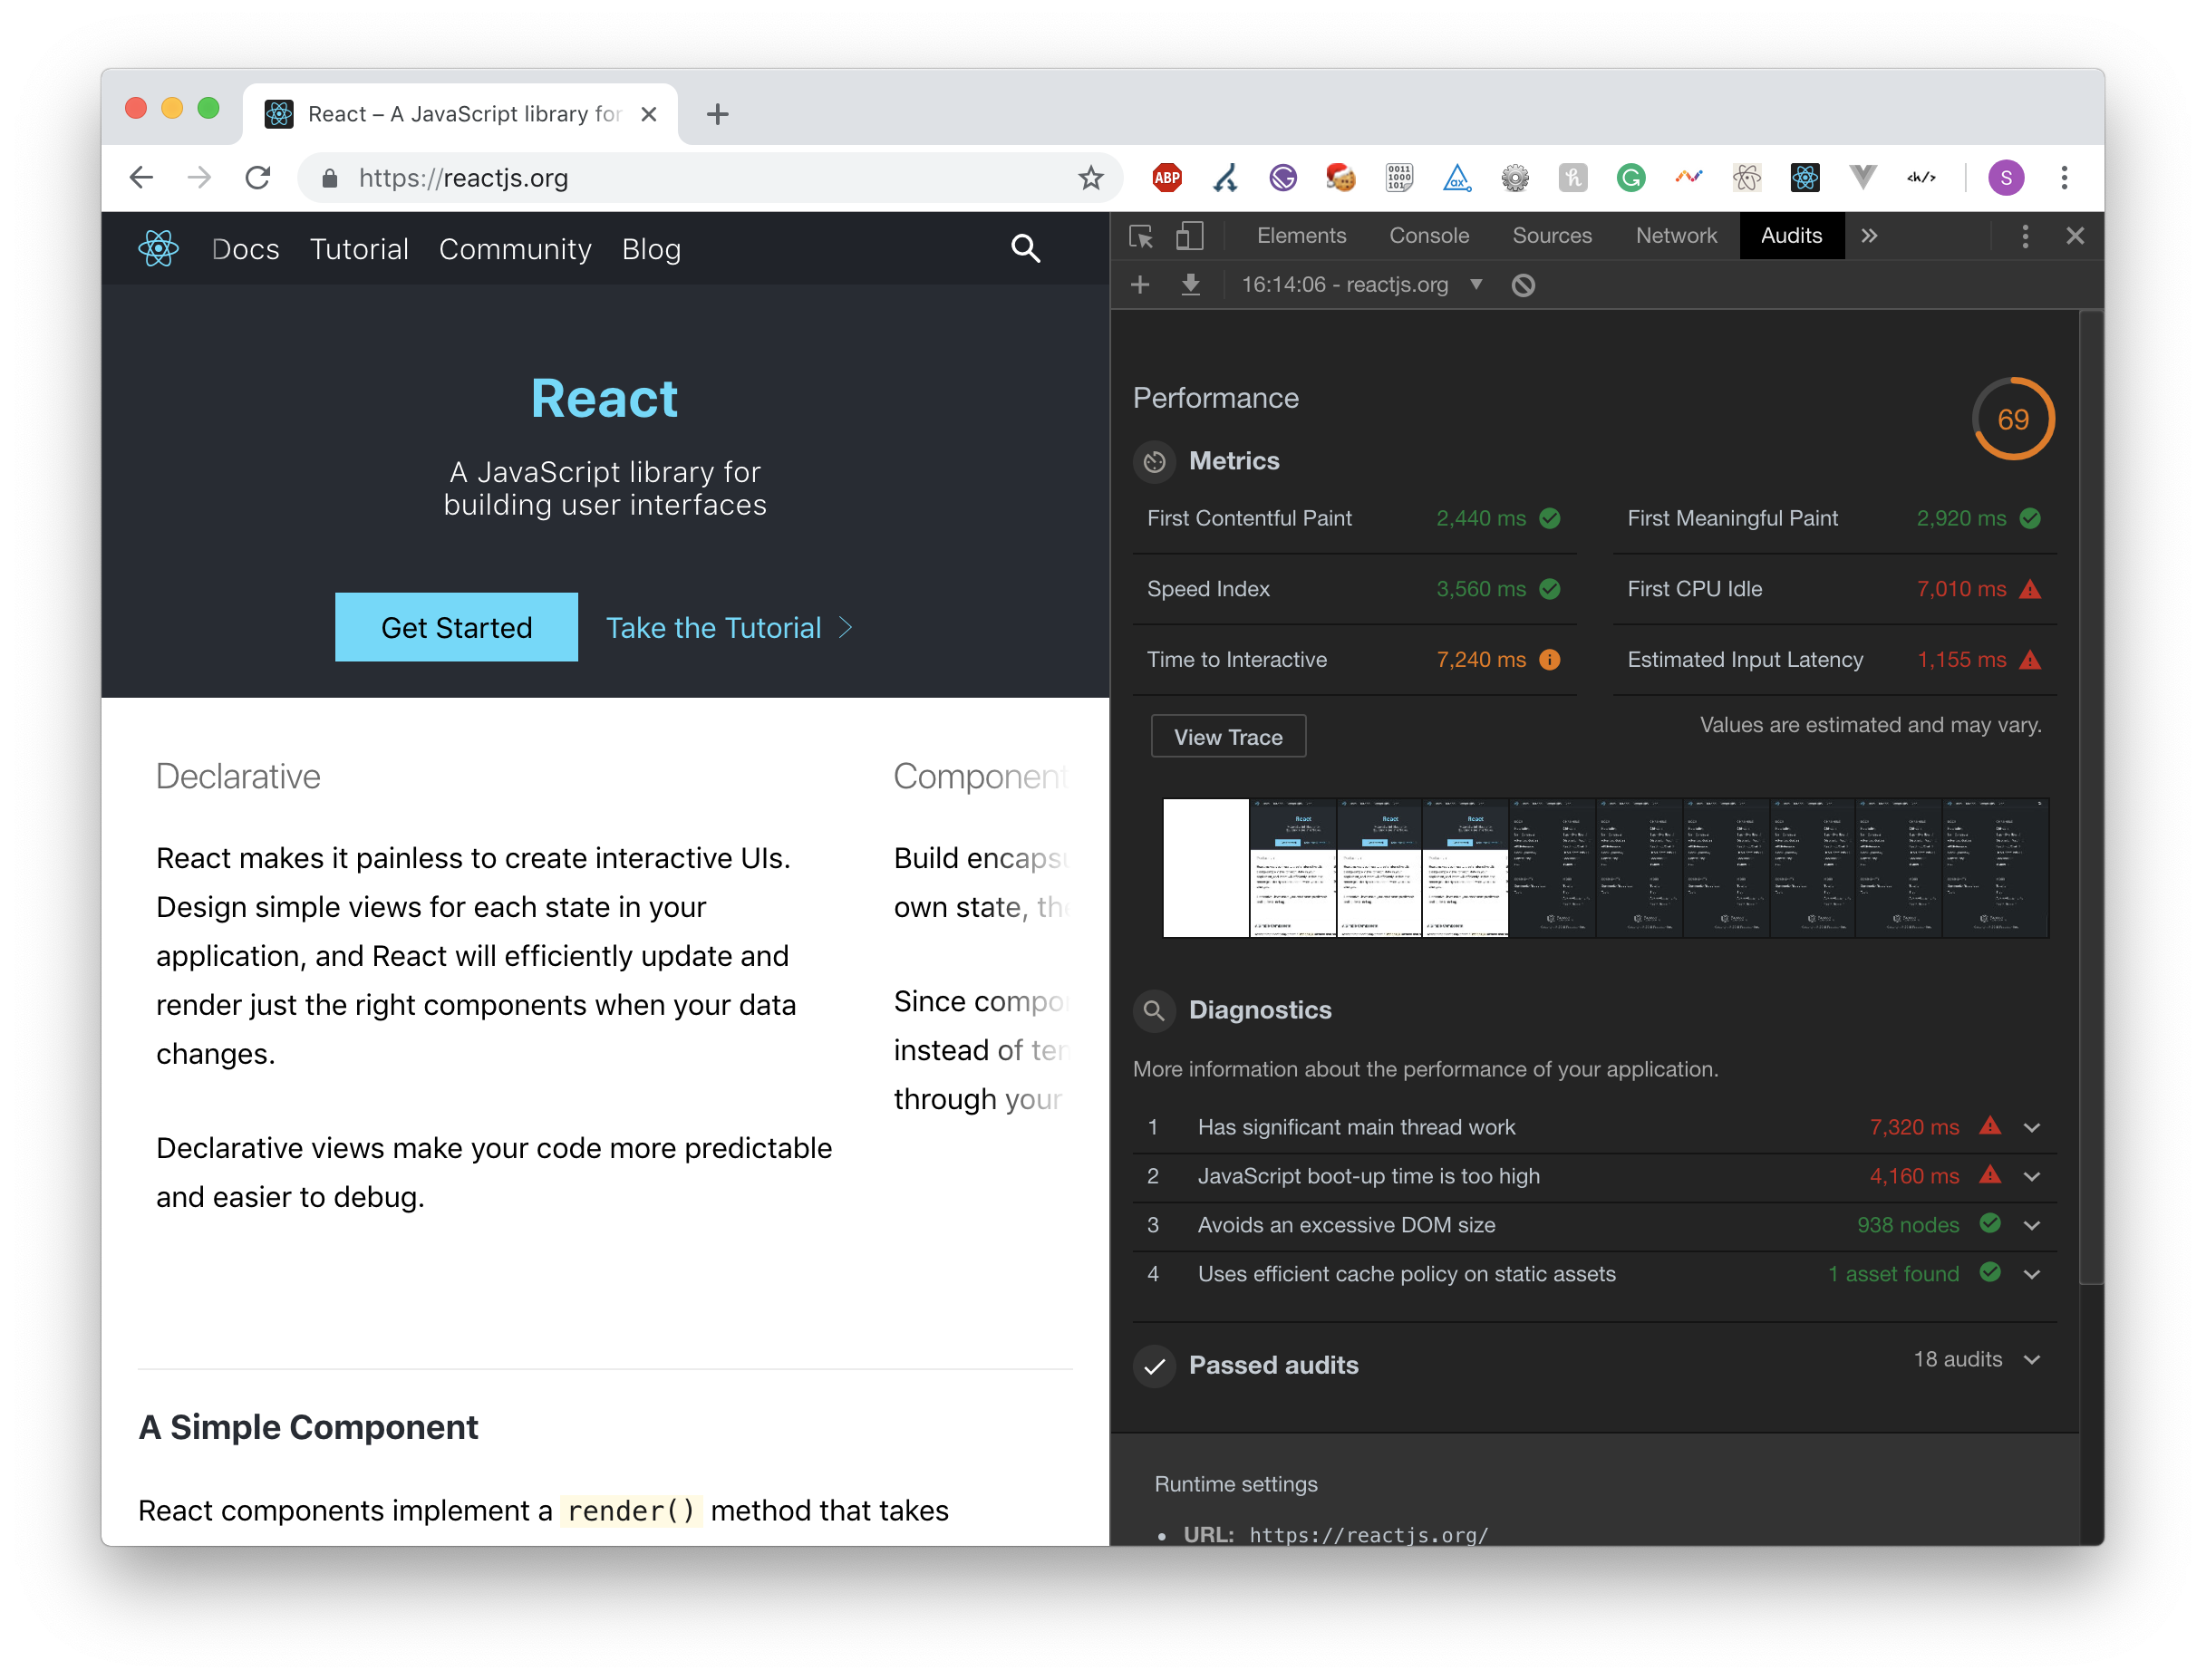 React – A JavaScript library for
https://reactjs.org
ABP
0011
1000
101
ax
S
<h/>
Docs Tutorial Community Blog
React
A JavaScript library for
building user interfaces
Get Started
Take the Tutorial
Declarative
React makes it painless to create interactive UIs.
Design simple views for each state in your
application, and React will efficiently update and
render just the right components when your data
changes.
Declarative views make your code more predictable
and easier to debug.
Component
Build encaps
own state, the
Since compo
instead of te
through your
A Simple Component
React components implement a render() method that takes
Elements Console Sources Network Audits
16:14:06 - reactjs.org
Performance
69
Metrics
First Contentful Paint 2,440 ms
First Meaningful Paint 2,920 ms
Speed Index 3,560 ms
First CPU Idle 7,010 ms
Time to Interactive 7,240 ms
Estimated Input Latency 1,155 ms
View Trace
Values are estimated and may vary.
React
React
React
Diagnostics
More information about the performance of your application.
1 Has significant main thread work 7,320 ms
2 JavaScript boot-up time is too high 4,160 ms
3 Avoids an excessive DOM size 938 nodes
4 Uses efficient cache policy on static assets 1 asset found
Passed audits 18 audits
Runtime settings
• URL: https://reactjs.org/